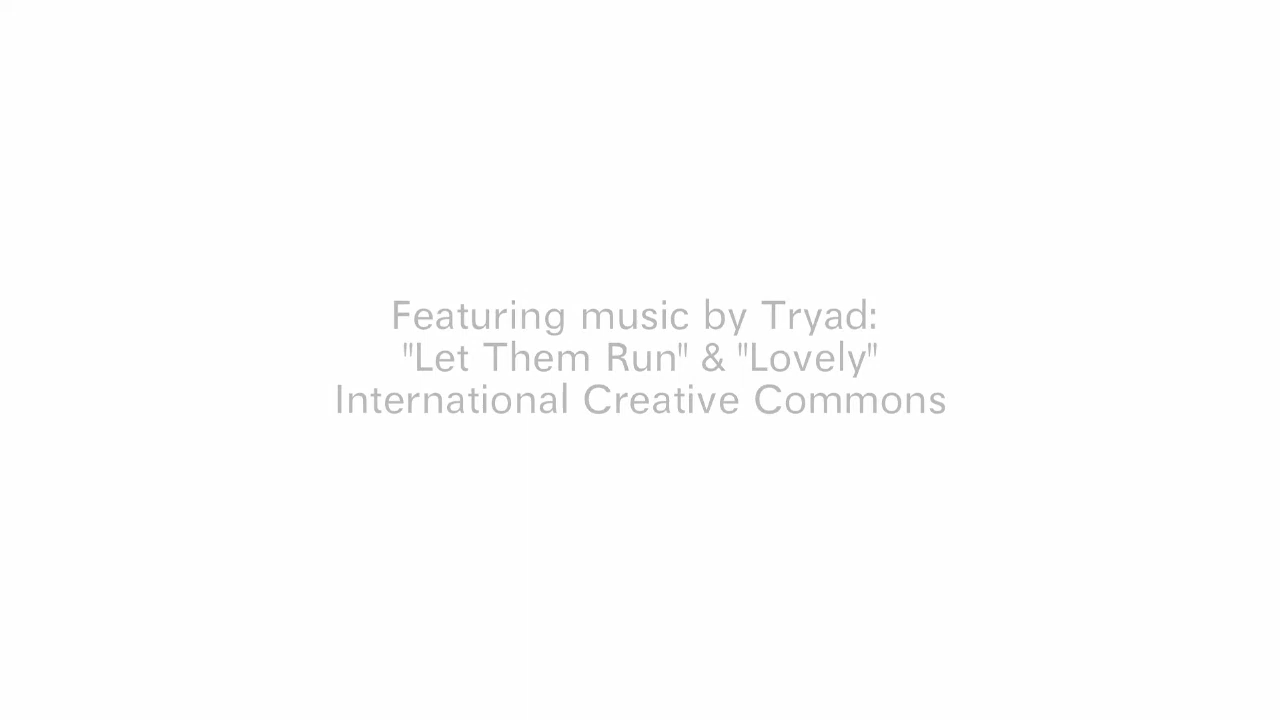 Featuring music by Tryad:
"Let Them Run" & "Lovely"
International Creative Commons